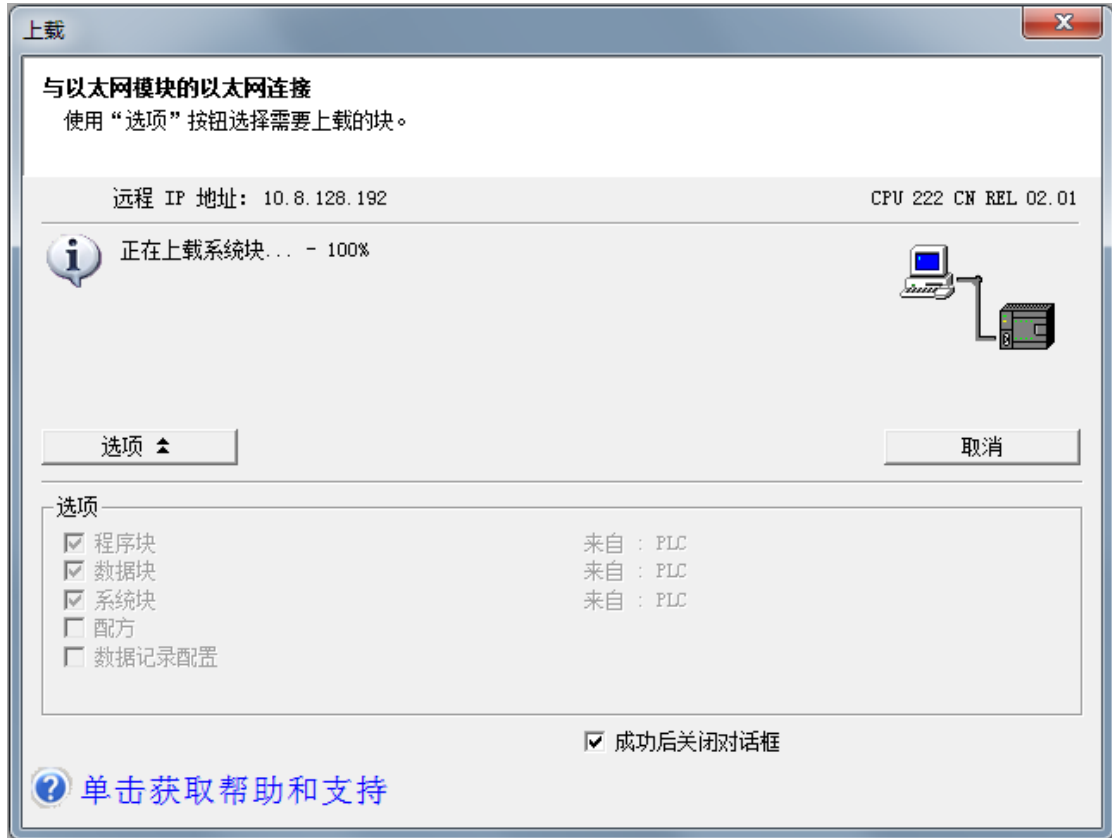 上载
与以太网模块的以太网连接
使用“选项”按钮选择需要上载的块。
远程 IP 地址: 10.8.128.192
CPU 222 CN REL 02.01
正在上载系统块... - 100%
选项
取消
选项
程序块 来自 : PLC
数据块 来自 : PLC
系统块 来自 : PLC
配方
数据记录配置
成功后关闭对话框
单击获取帮助和支持